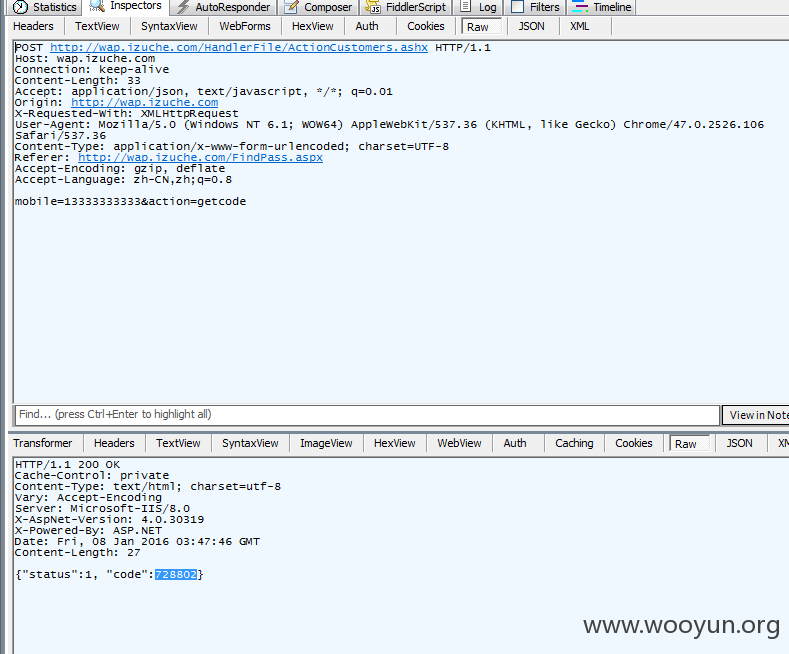 Statistics Inspectors AutoResponder Composer FiddlerScript Log Filters Timeline
Headers TextView SyntaxView WebForms HexView Auth Cookies Raw JSON XML
POST http://wap.izuche.com/HandlerFile/ActionCustomers.ashx HTTP/1.1
Host: wap.izuche.com
Connection: keep-alive
Content-Length: 33
Accept: application/json, text/javascript, */*; q=0.01
Origin: http://wap.izuche.com
X-Requested-With: XMLHttpRequest
User-Agent: Mozilla/5.0 (Windows NT 6.1; WOW64) AppleWebKit/537.36 (KHTML, like Gecko) Chrome/47.0.2526.106
Safari/537.36
Content-Type: application/x-www-form-urlencoded; charset=UTF-8
Referer: http://wap.izuche.com/FindPass.aspx
Accept-Encoding: gzip, deflate
Accept-Language: zh-CN,zh;q=0.8
mobile=13333333333&action=getcode
Find... (press Ctrl+Enter to highlight all) View in Note
Transformer Headers TextView SyntaxView ImageView HexView WebView Auth Caching Cookies Raw JSON XM
HTTP/1.1 200 OK
Cache-Control: private
Content-Type: text/html; charset=utf-8
Vary: Accept-Encoding
Server: Microsoft-IIS/8.0
X-AspNet-Version: 4.0.30319
X-Powered-By: ASP.NET
Date: Fri, 08 Jan 2016 03:47:46 GMT
Content-Length: 27
{"status":1, "code":728802}
www.wooyun.org